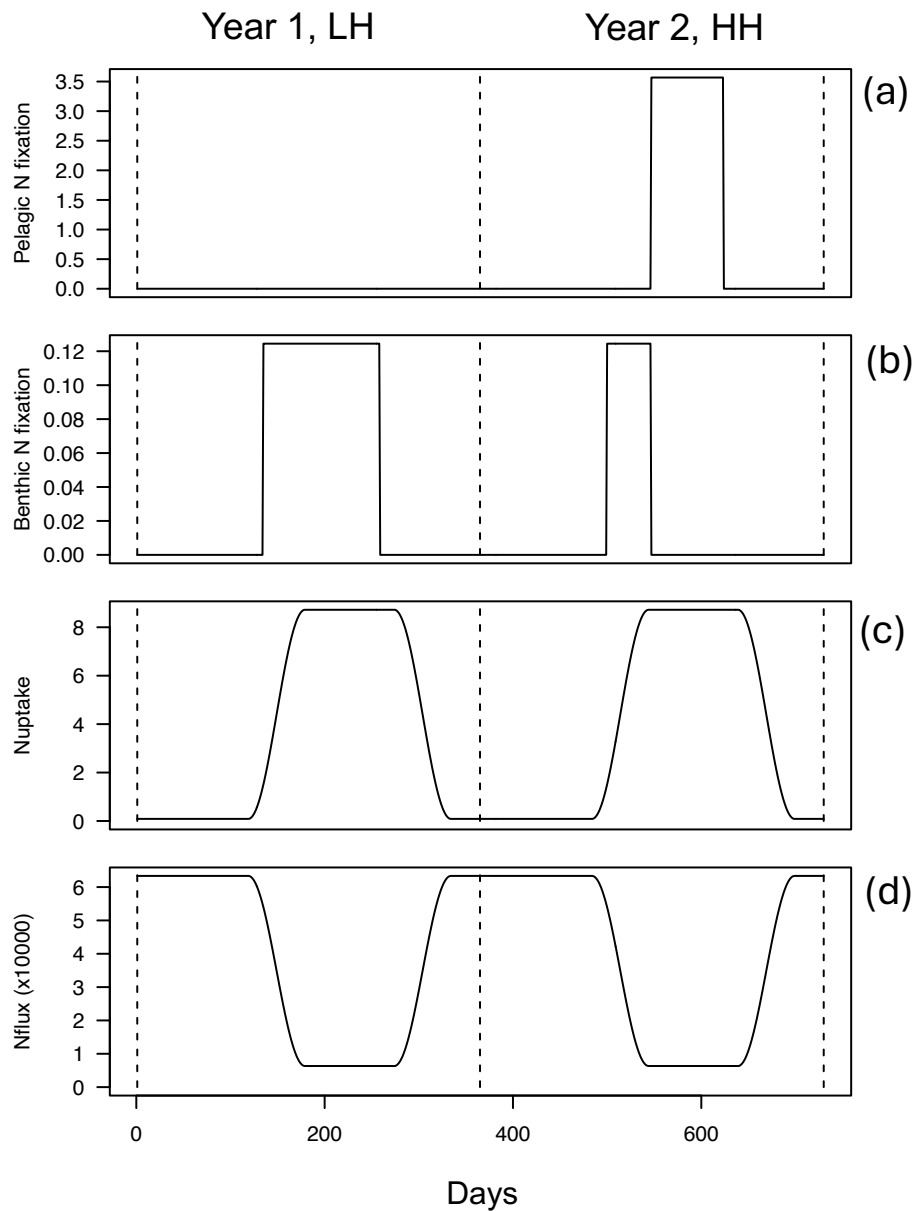 Year 1, LH
Year 2, HH
(a)
Pelagic N fixation
3.5
3.0
2.5
2.0
1.5
1.0
0.5
0.0
(b)
Benthic N fixation
0.12
0.10
0.08
0.06
0.04
0.02
0.00
(c)
Nuptake
8
6
4
2
0
(d)
Nflux (x10000)
6
5
4
3
2
1
0
0
200
400
600
Days